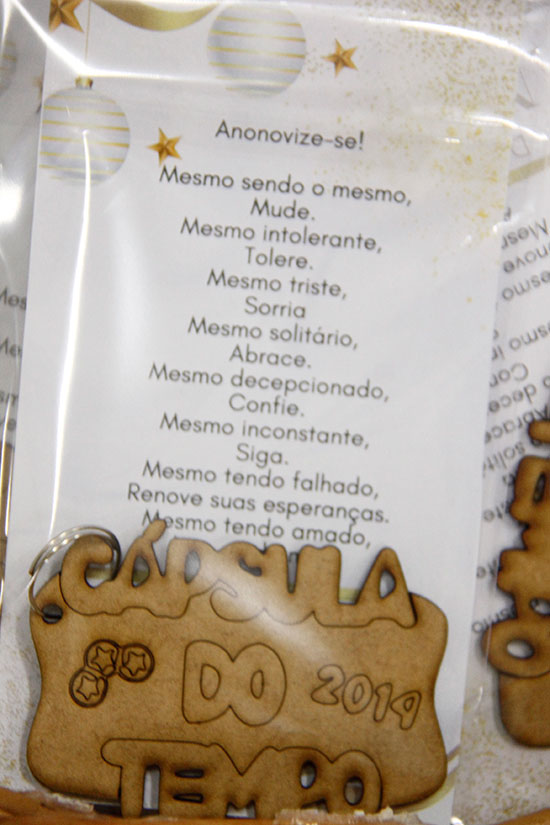 Anonovize-se!
Mesmo sendo o mesmo,
Mude.
Mesmo intolerante,
Tolere.
Mesmo triste,
Sorria
Mesmo solitário,
Abrace.
Mesmo decepcionado,
Confie.
Mesmo inconstante,
Siga.
Mesmo tendo falhado,
Renove suas esperanças.
Mesmo tendo amado,
CÁPSULA
DO 2019
TEMPO